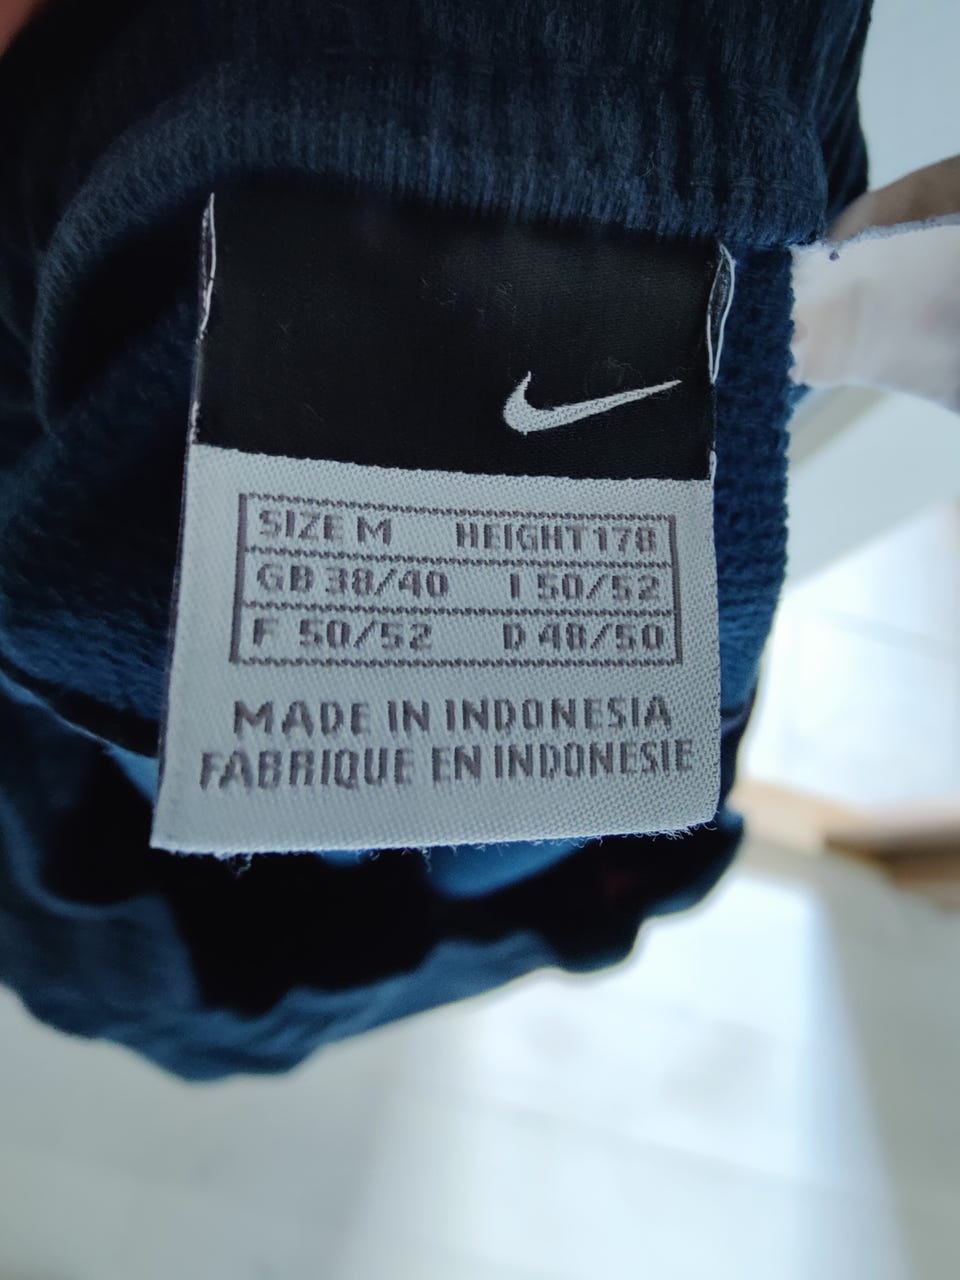 SIZE M HEIGHT 178
GB 38/40 I 50/52
F 50/52 D 48/50
MADE IN INDONESIA
FABRIQUE EN INDONESIE